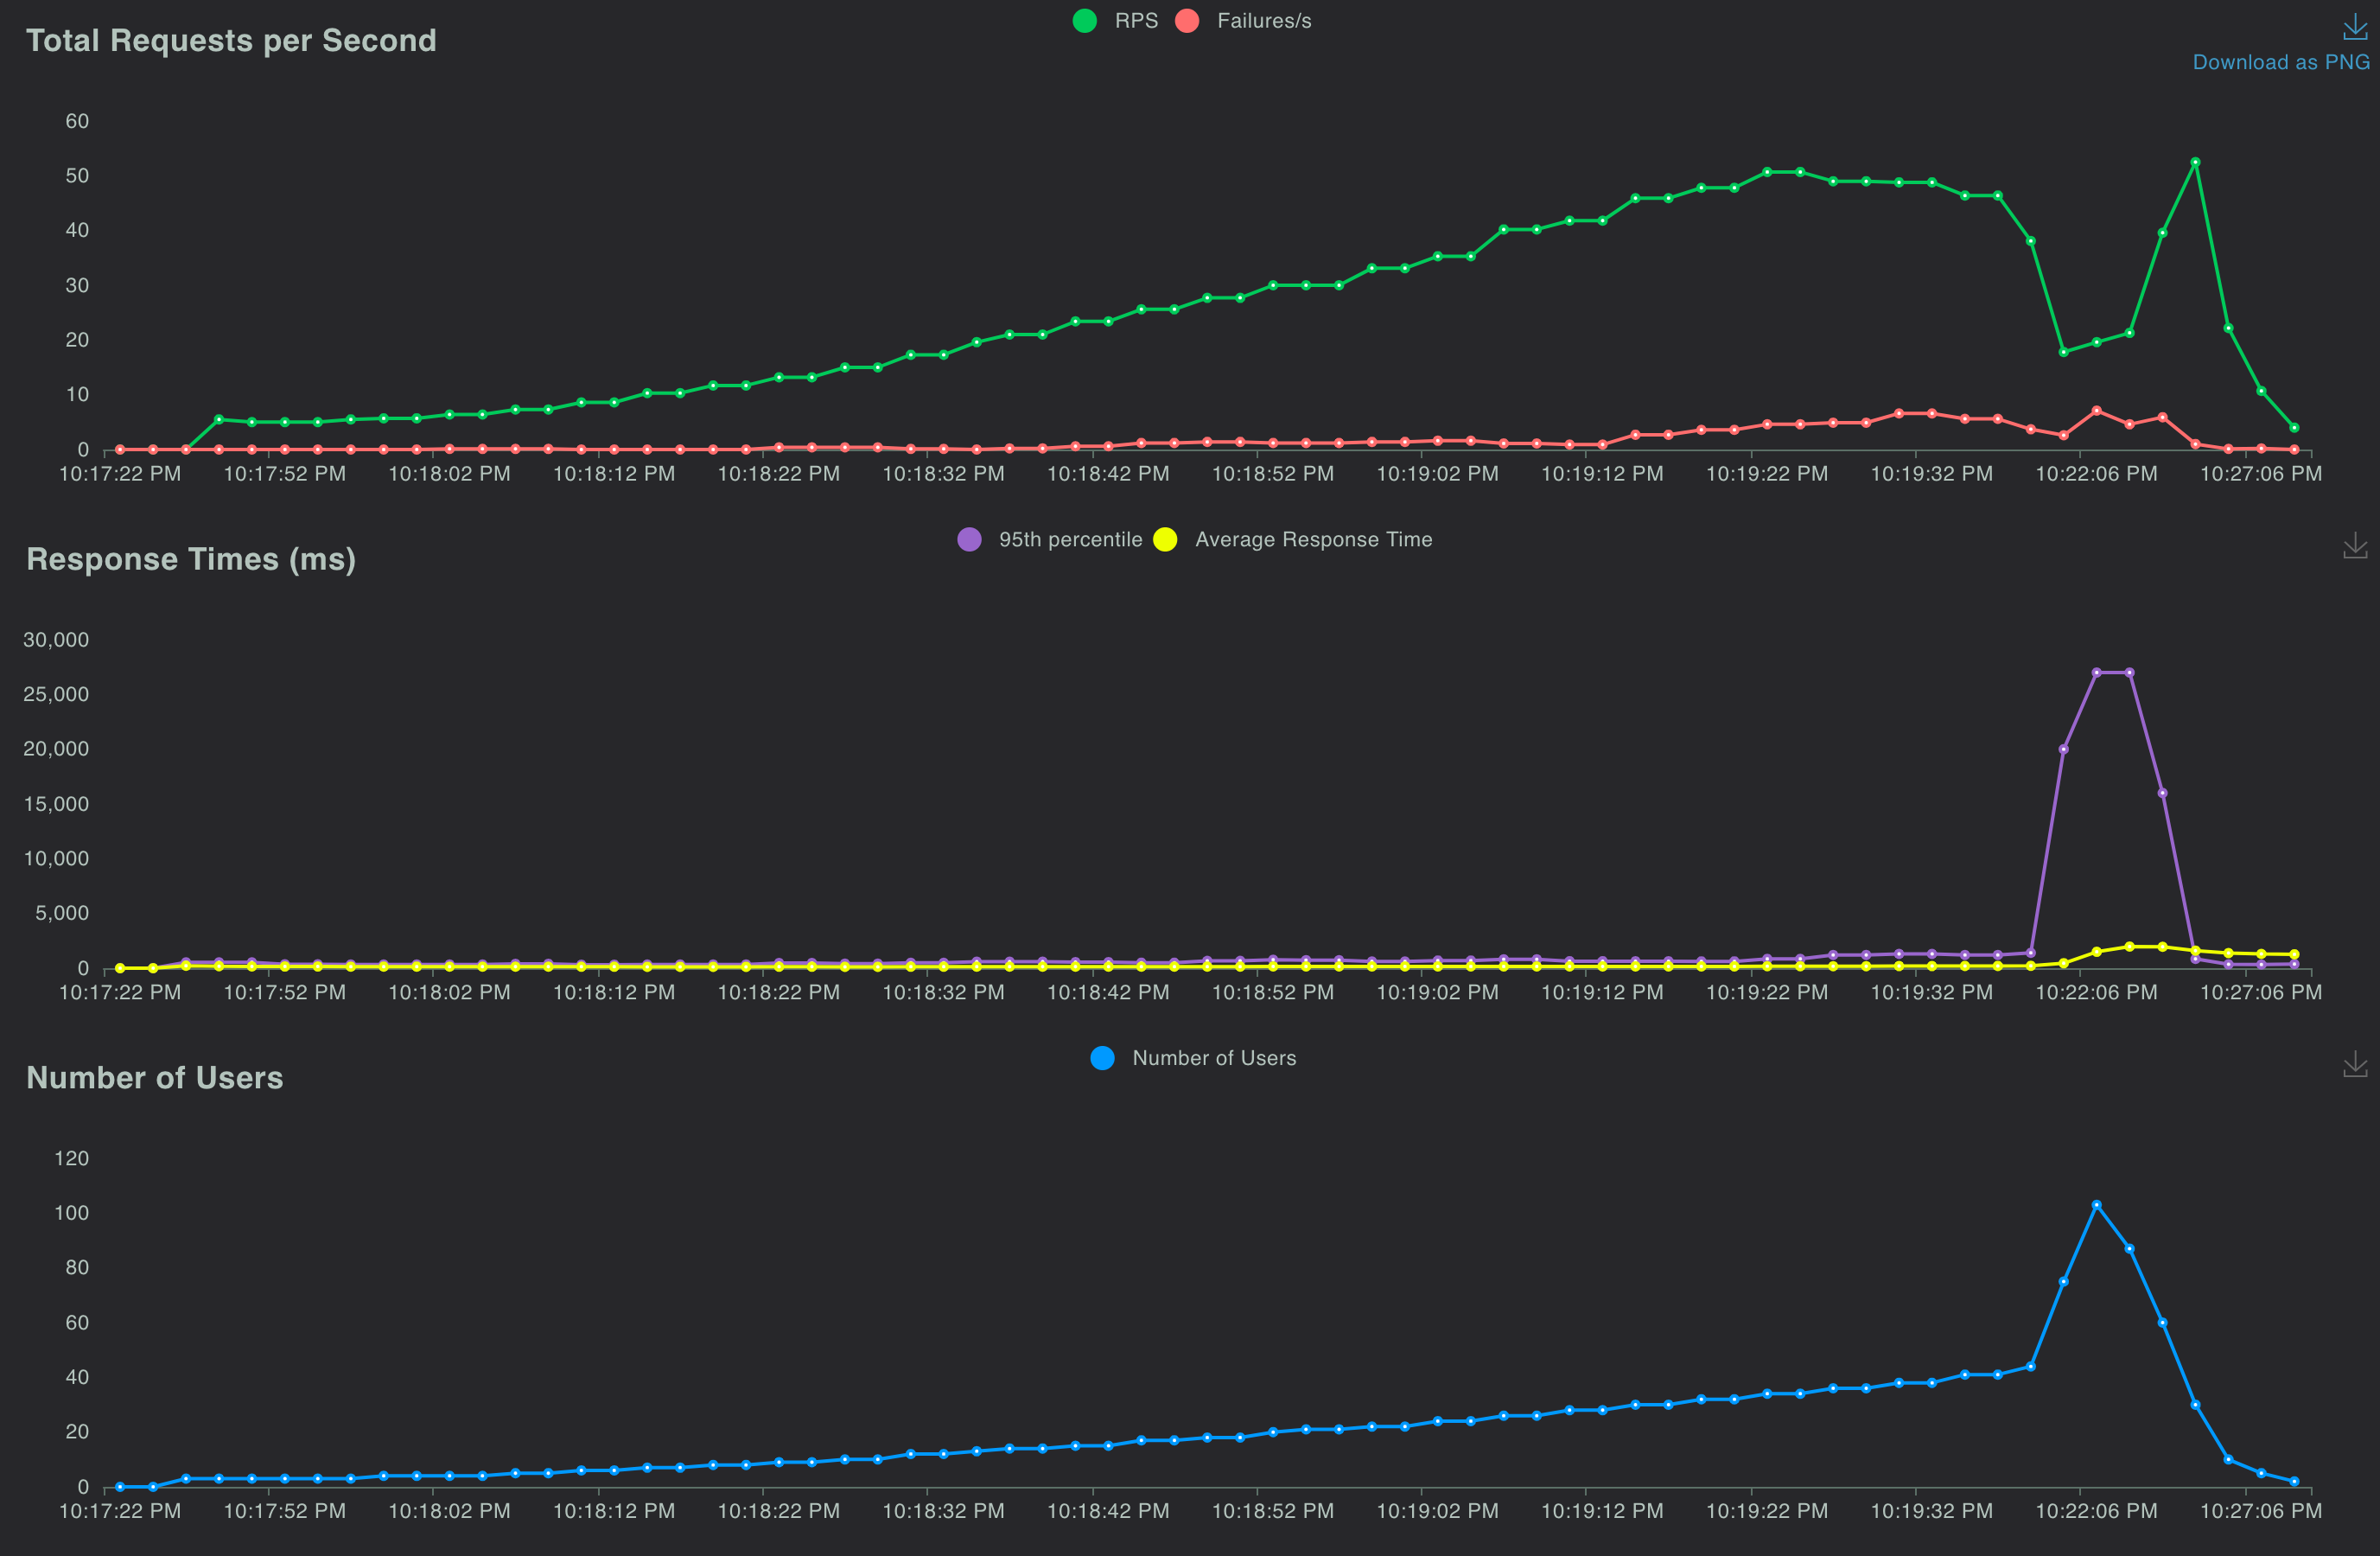 Total Requests per Second
RPS Failures/s
Download as PNG
60
50
40
30
20
10
0
10:17:22 PM 10:17:52 PM 10:18:02 PM 10:18:12 PM 10:18:22 PM 10:18:32 PM 10:18:42 PM 10:18:52 PM 10:19:02 PM 10:19:12 PM 10:19:22 PM 10:19:32 PM 10:22:06 PM 10:27:06 PM
Response Times (ms)
95th percentile Average Response Time
30,000
25,000
20,000
15,000
10,000
5,000
0
10:17:22 PM 10:17:52 PM 10:18:02 PM 10:18:12 PM 10:18:22 PM 10:18:32 PM 10:18:42 PM 10:18:52 PM 10:19:02 PM 10:19:12 PM 10:19:22 PM 10:19:32 PM 10:22:06 PM 10:27:06 PM
Number of Users
Number of Users
120
100
80
60
40
20
0
10:17:22 PM 10:17:52 PM 10:18:02 PM 10:18:12 PM 10:18:22 PM 10:18:32 PM 10:18:42 PM 10:18:52 PM 10:19:02 PM 10:19:12 PM 10:19:22 PM 10:19:32 PM 10:22:06 PM 10:27:06 PM